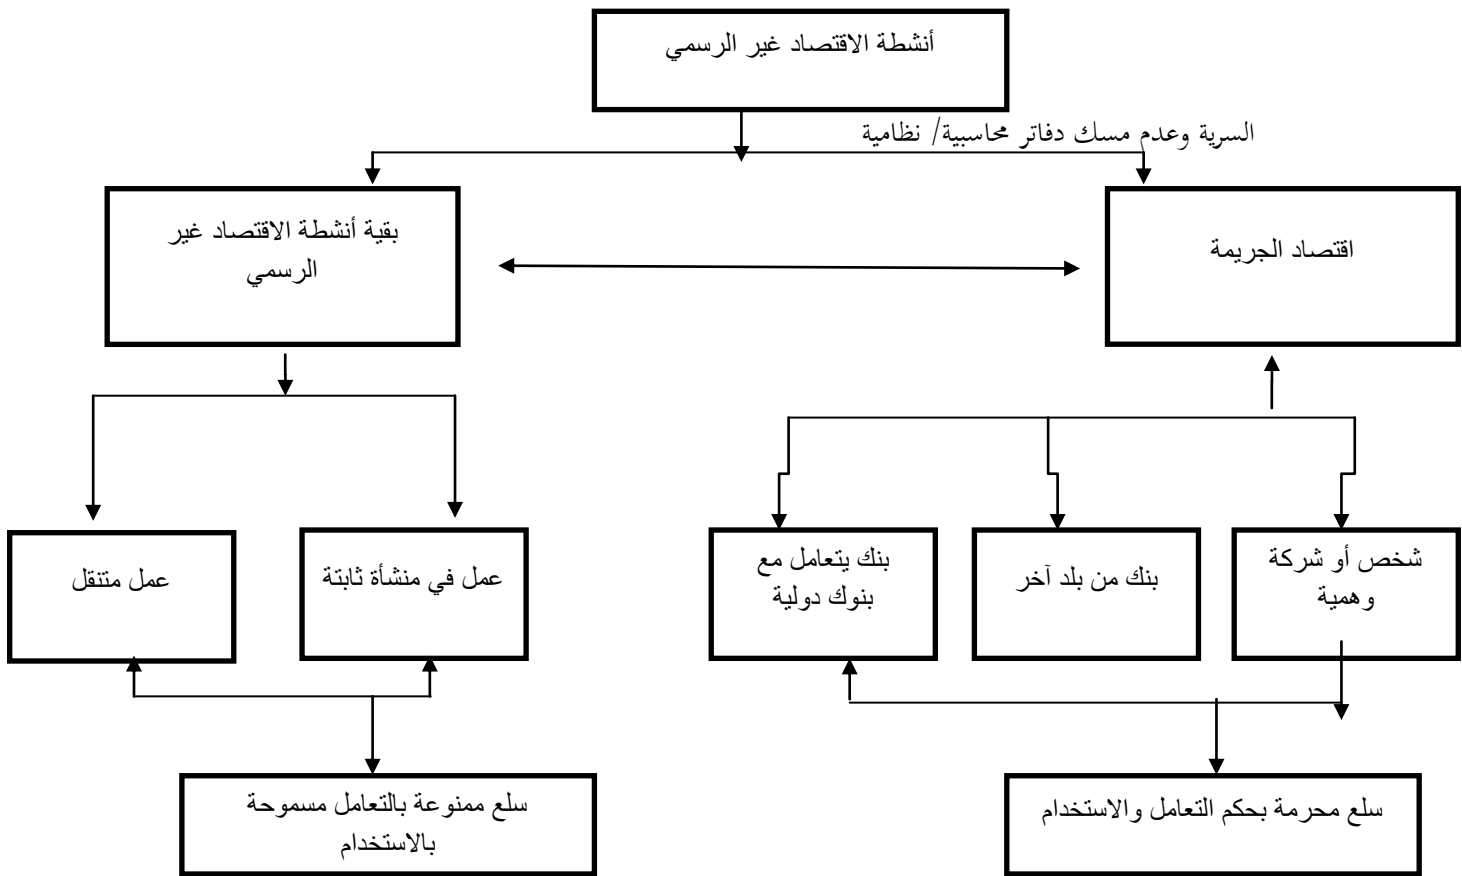 أنشطة الاقتصاد غير الرسمي
السرية وعدم مسك دفاتر محاسبية/ نظامية
اقتصاد الجريمة
بقية أنشطة الاقتصاد غير
الرسمي
شخص أو شركة
وهمية
بنك من بلد آخر
بنك يتعامل مع
بنوك دولية
عمل في منشأة ثابتة
عمل متنقل
سلع محرمة بحكم التعامل والاستخدام
سلع ممنوعة بالتعامل مسموحة
بالاستخدام